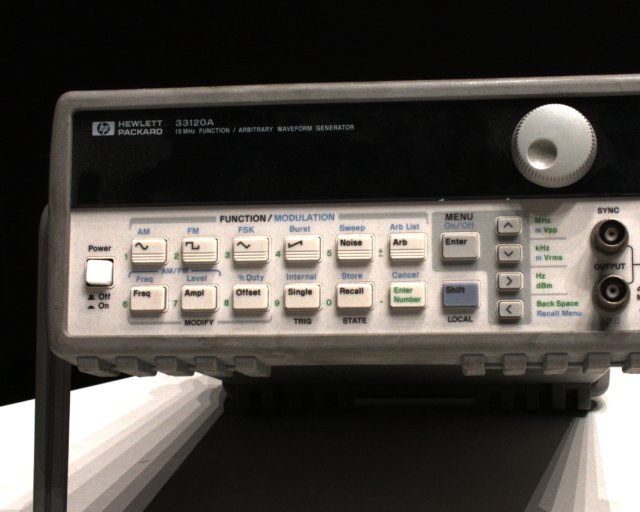 hp HEWLETT PACKARD
33120A
15 MHz FUNCTION / ARBITRARY WAVEFORM GENERATOR
FUNCTION / MODULATION
MENU
On/Off
AM FM FSK Burst Sweep Arb List
1 2 3 4 5 Noise ± Arb Enter
AM/FM
Freq Level % Duty Internal Store Cancel
6 Freq 7 Ampl 8 Offset 9 Single 0 Recall . Enter Number Shift
MODIFY TRIG STATE LOCAL
Power
Off
On
^
v
>
<
MHz
m Vpp
kHz
m Vrms
Hz
dBm
Back Space
Recall Menu
SYNC
OUTPUT